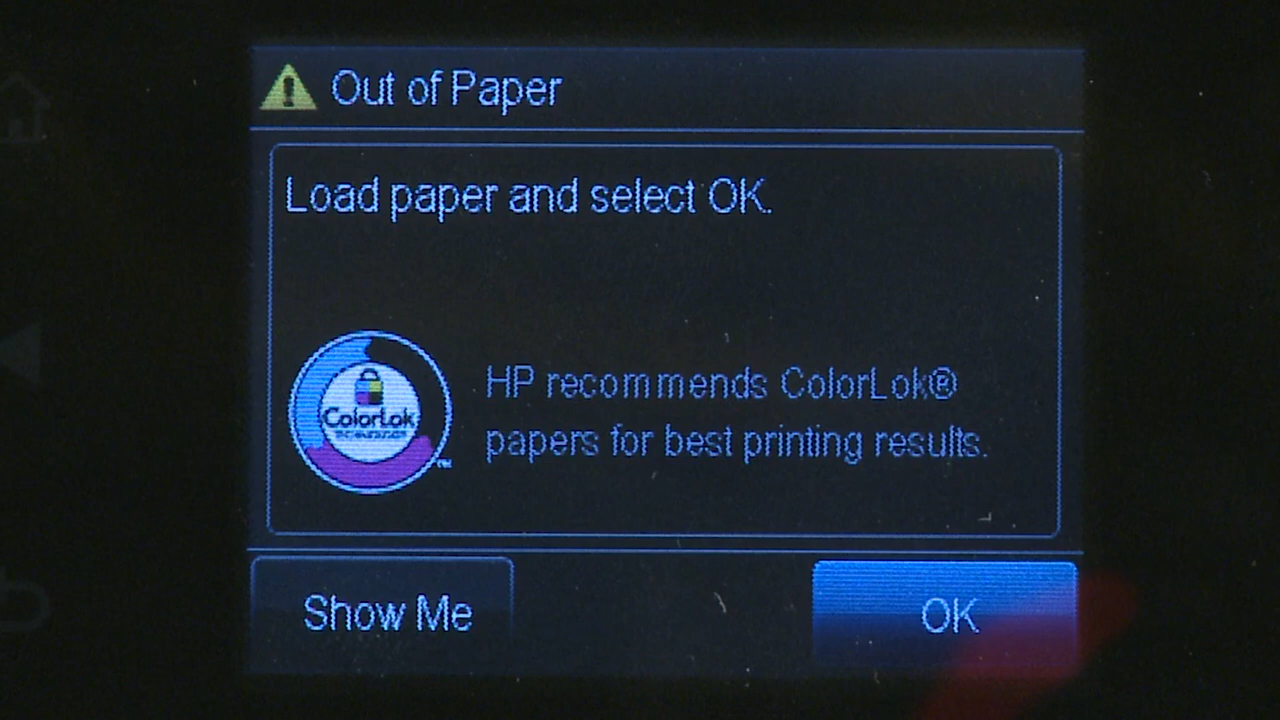 Out of Paper
Load paper and select OK.
HP recommends ColorLok®
papers for best printing results.
ColorLok
TM
Show Me
OK